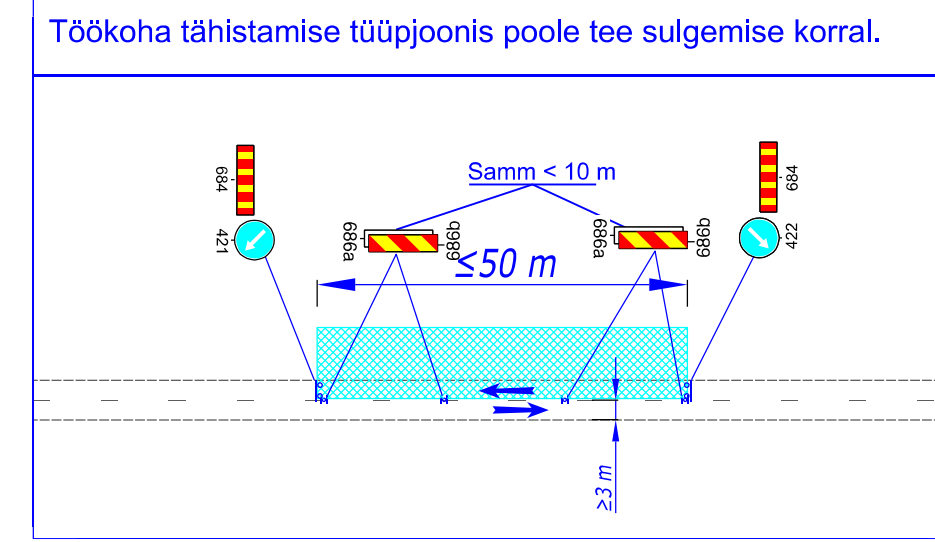 Töökoha tähistamise tüüpjoonis poole tee sulgemise korral.
684
421
Samm < 10 m
684
422
686a
686b
686a
686b
≤50 m
≥3 m